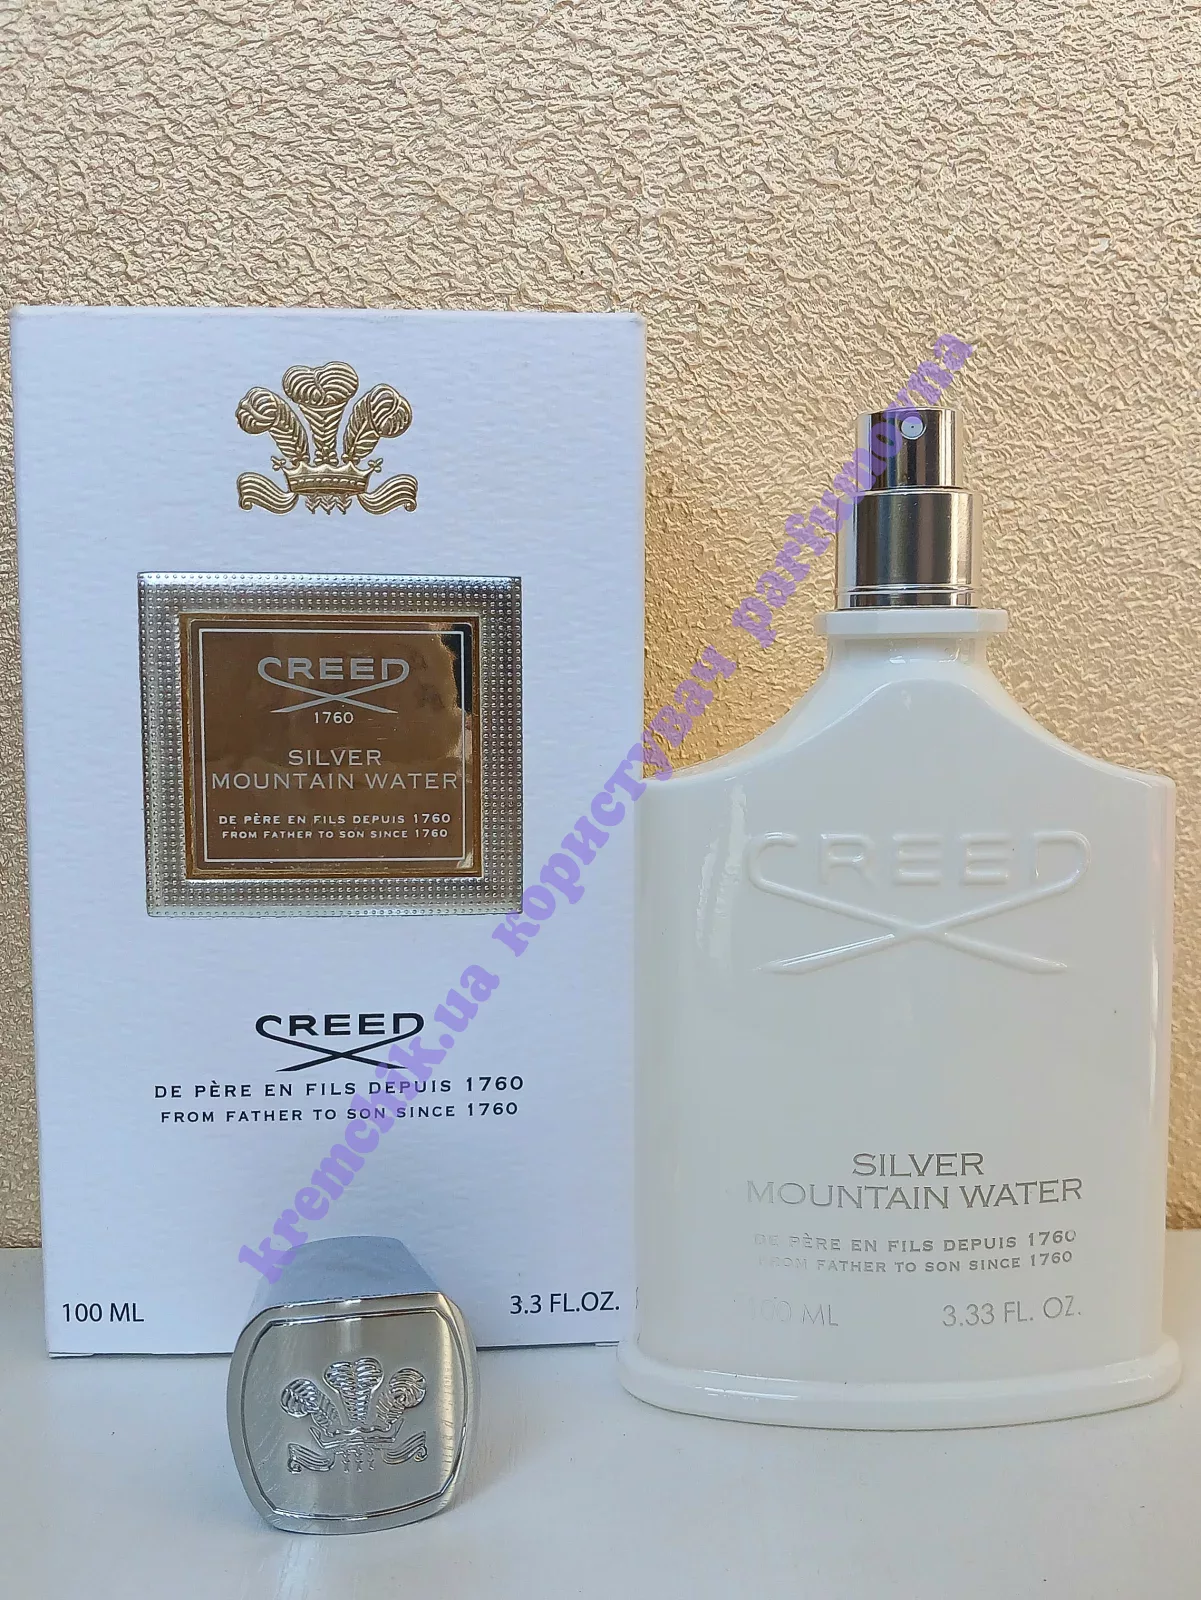 CREED
1760
SILVER
MOUNTAIN WATER
DE PÈRE EN FILS DEPUIS 1760
FROM FATHER TO SON SINCE 1760
CREED
DE PÈRE EN FILS DEPUIS 1760
FROM FATHER TO SON SINCE 1760
100 ML
3.3 FL.OZ.
CREED
SILVER
MOUNTAIN WATER
DE PÈRE EN FILS DEPUIS 1760
FROM FATHER TO SON SINCE 1760
100 ML
3.33 FL. OZ.
kremchik.ua користувач parfumovna